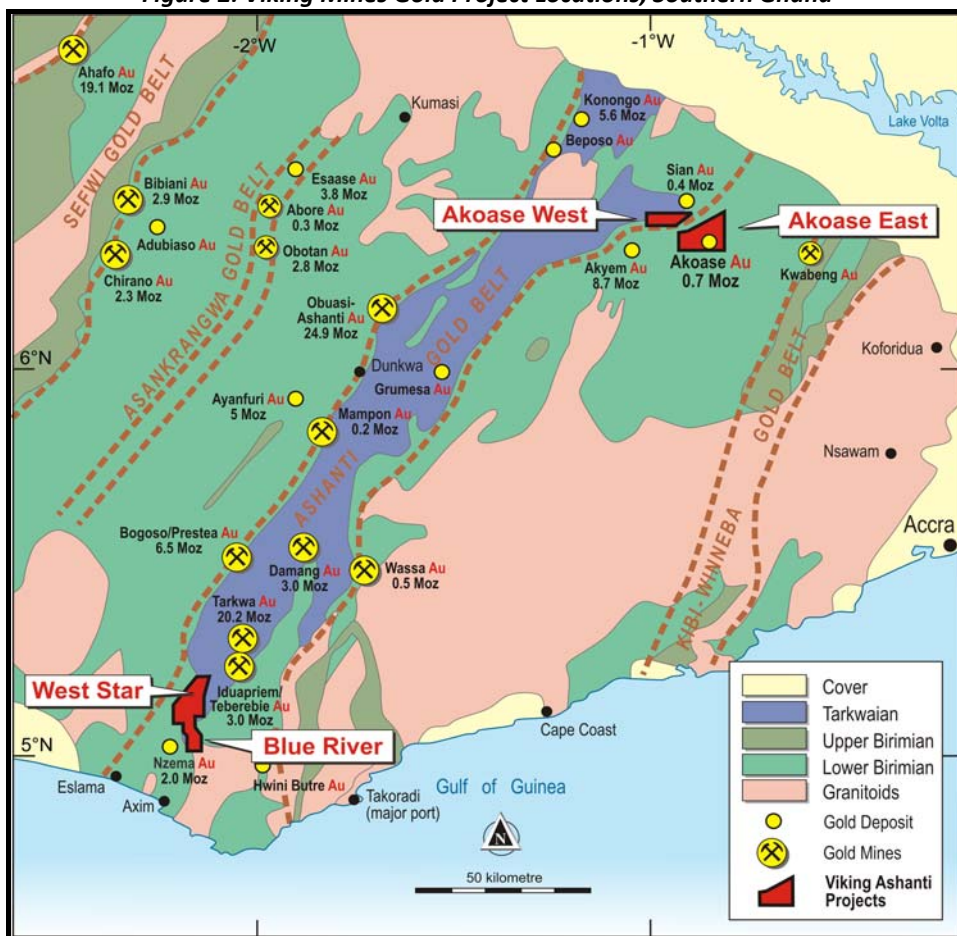 Figure 2: Viking Mines Gold Project Locations, Southern Ghana
-2°W
-1°W
Ahafo Au
19.1 Moz
SEFWI GOLD BELT
Kumasi
Konongo Au
5.6 Moz
Beposo Au
Lake Volta
Bibiani Au
2.9 Moz
Esaase Au
3.8 Moz
Sian Au
0.4 Moz
Abore Au
0.3 Moz
Akoase West
Akoase East
Adubiaso Au
Obotan Au
2.8 Moz
Chirano Au
2.3 Moz
ASANKRANGWA GOLD BELT
Akyem Au
8.7 Moz
Akoase Au
0.7 Moz
Kwabeng Au
Obuasi-
Ashanti Au
24.9 Moz
6°N
Dunkwa
Koforidua
Grumesa Au
Ayanfuri Au
5 Moz
Mampon Au
0.2 Moz
ASHANTI GOLD BELT
Nsawam
KIBI-WINNEBA GOLD BELT
Accra
Bogoso/Prestea Au
6.5 Moz
Damang Au
3.0 Moz
Wassa Au
0.5 Moz
Tarkwa Au
20.2 Moz
Iduapriem/
Teberebie Au
3.0 Moz
West Star
Blue River
Cape Coast
5°N
Nzema Au
2.0 Moz
Hwini Butre Au
Eslama
Axim
Takoradi
(major port)
Gulf of Guinea
N
50 kilometre
Cover
Tarkwaian
Upper Birimian
Lower Birimian
Granitoids
Gold Deposit
Gold Mines
Viking Ashanti
Projects